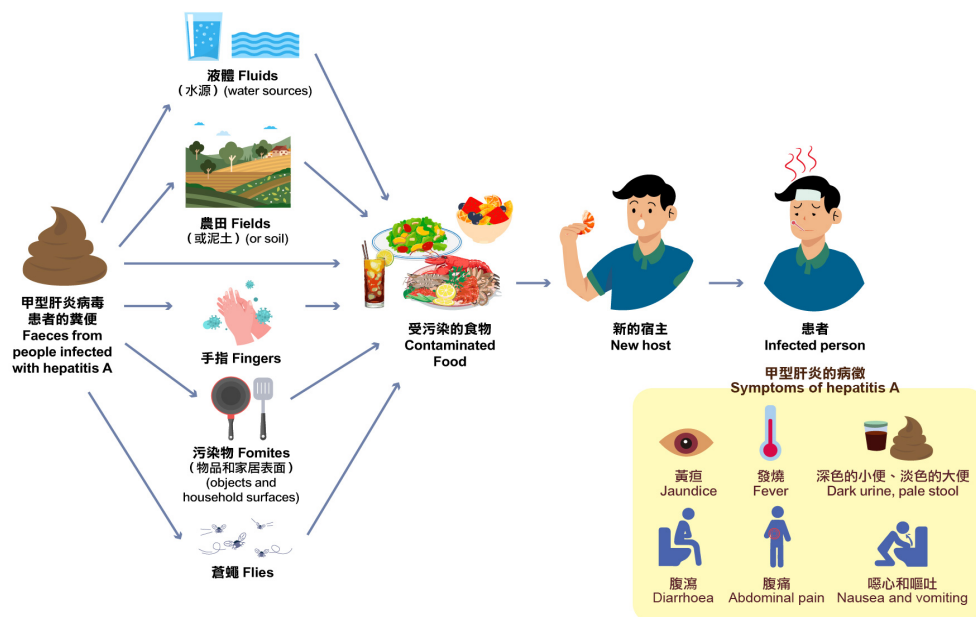 液體 Fluids
(水源) (water sources)
農田 Fields
(或泥土) (or soil)
甲型肝炎病毒
患者的糞便
Faeces from
people infected
with hepatitis A
手指 Fingers
污染物 Fomites
(物品和家居表面)
(objects and
household surfaces)
蒼蠅 Flies
受污染的食物
Contaminated
Food
新的宿主
New host
患者
Infected person
甲型肝炎的病徵
Symptoms of hepatitis A
黃疸
Jaundice
發燒
Fever
深色的小便、淡色的大便
Dark urine, pale stool
腹瀉
Diarrhoea
腹痛
Abdominal pain
噁心和嘔吐
Nausea and vomiting